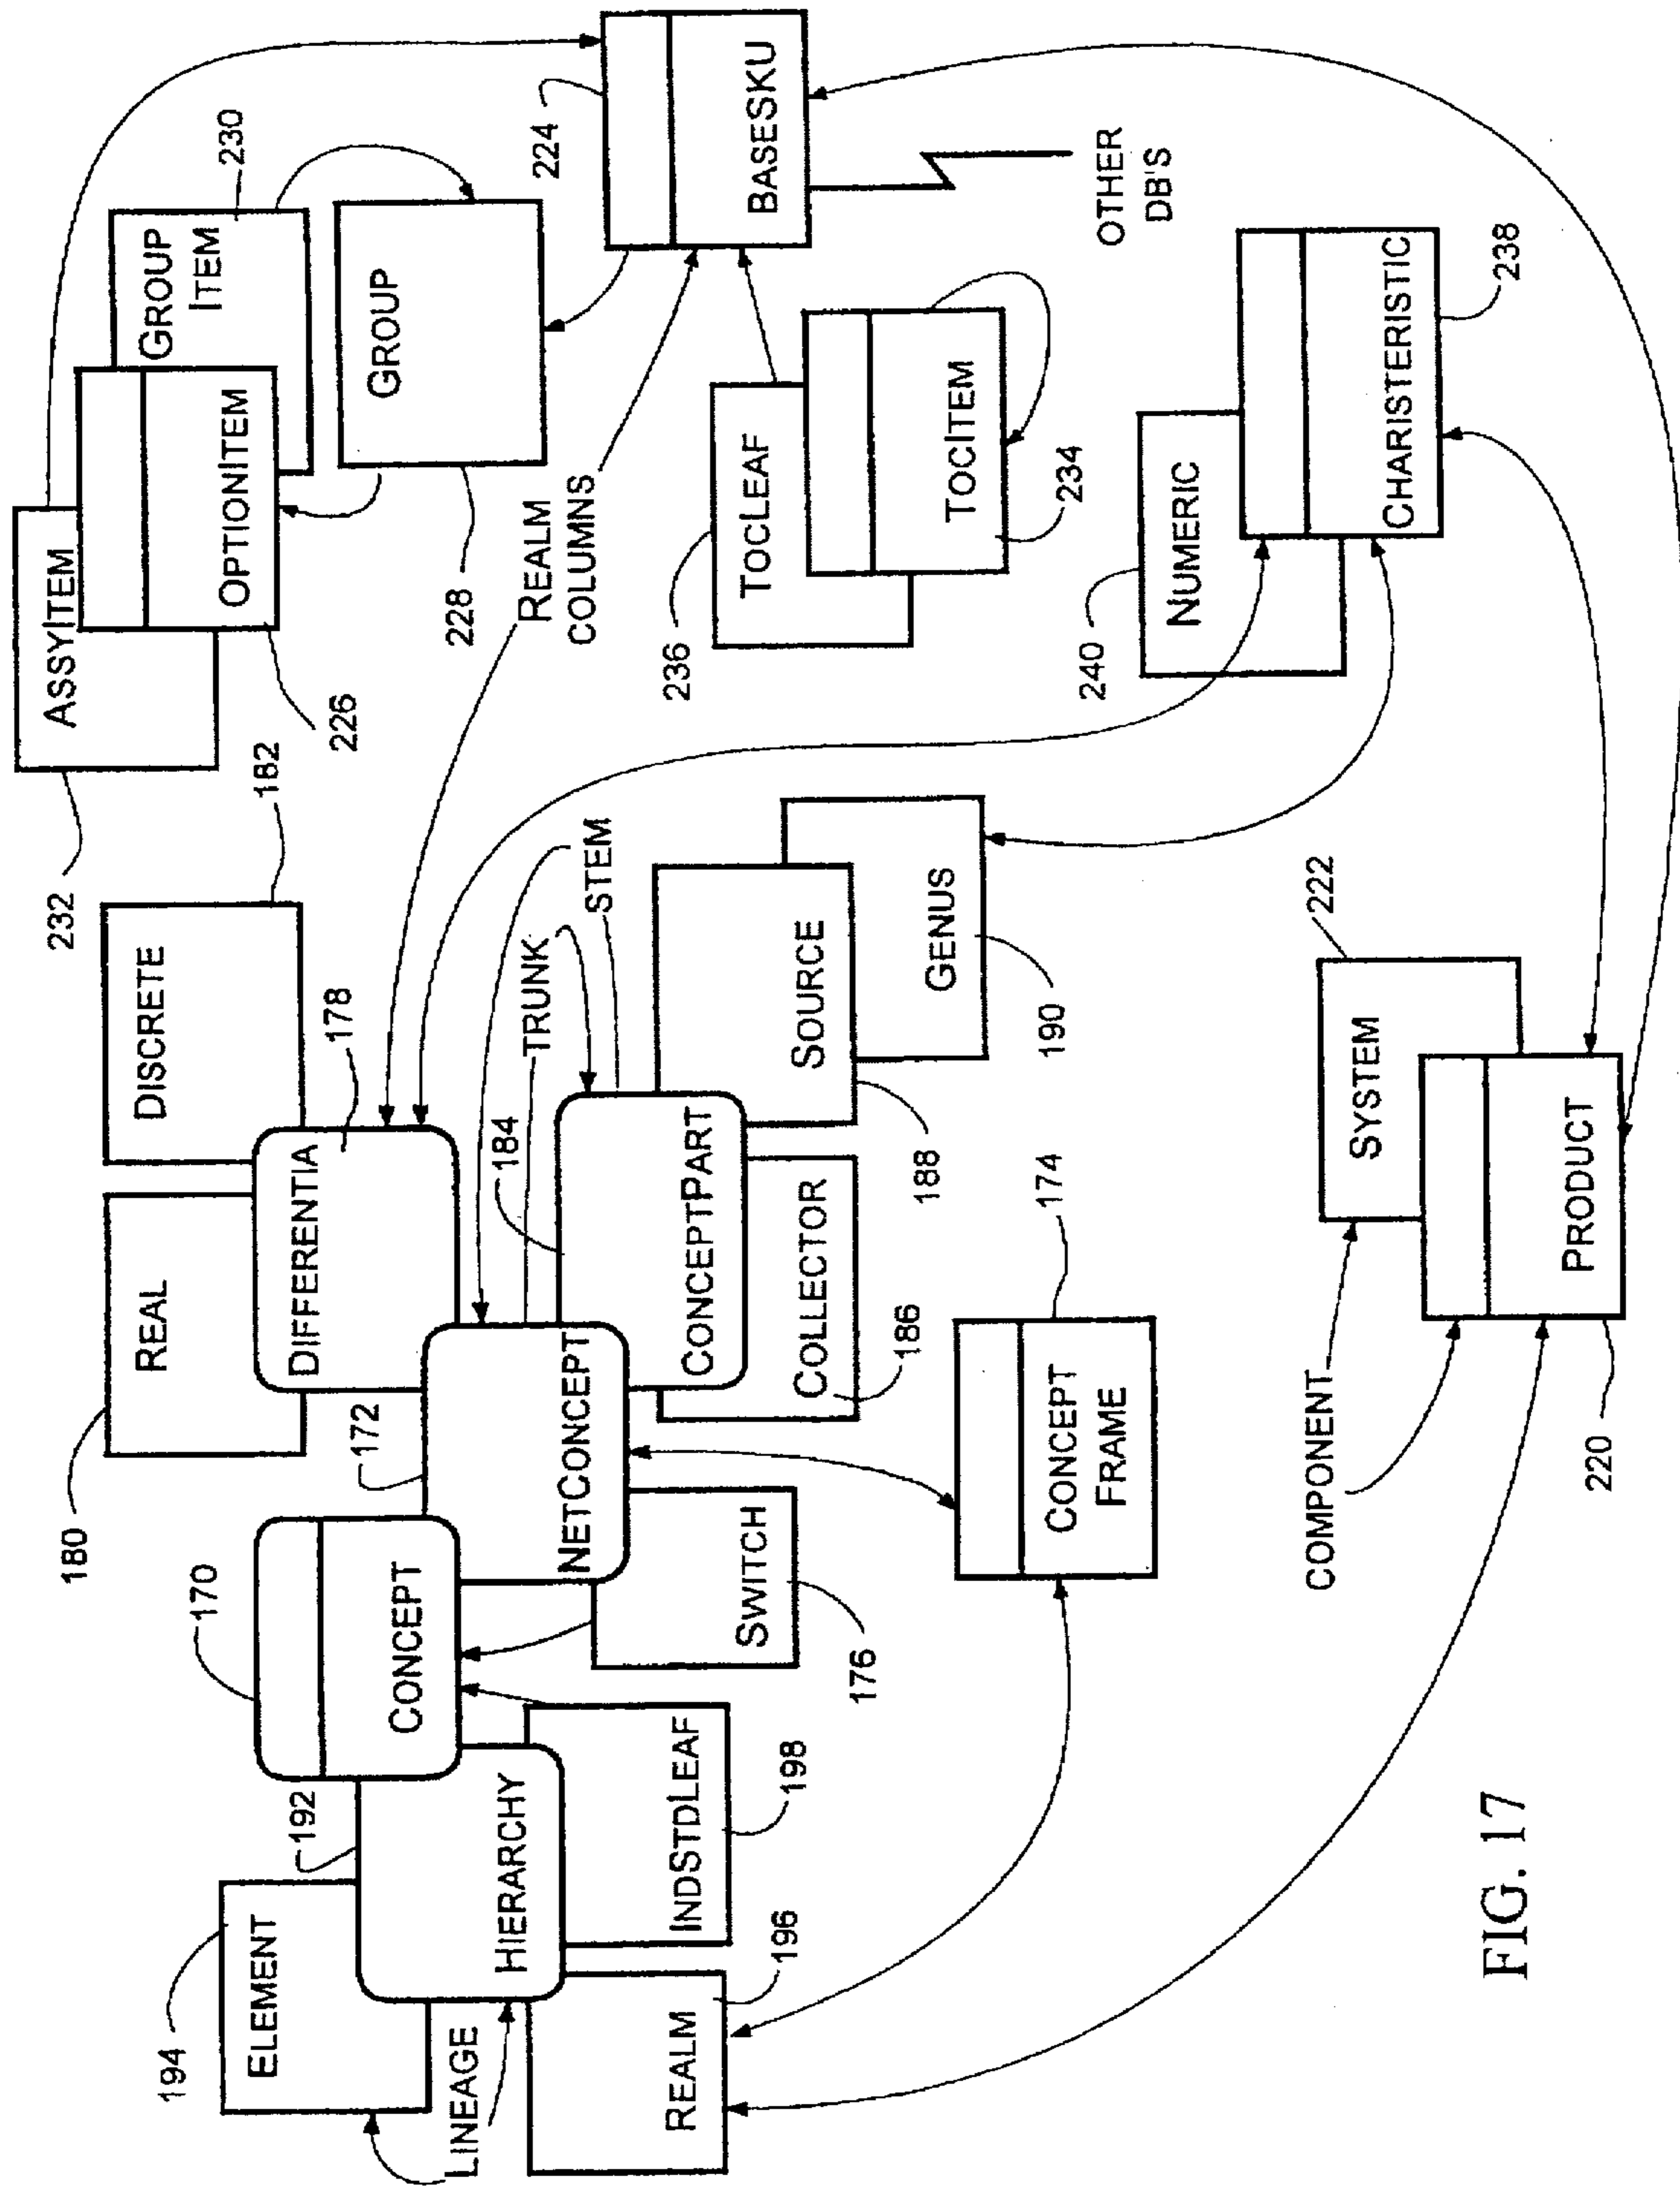 194
ELEMENT
LINEAGE
192
HIERARCHY
REALM
196
INDSTDLEAF
198
170
CONCEPT
172
NETCONCEPT
SWITCH
176
180
REAL
DISCRETE
182
DIFFERENTIA
178
TRUNK
STEM
184
CONCEPTPART
COLLECTOR
186
SOURCE
188
GENUS
190
CONCEPT
FRAME
174
COMPONENT
SYSTEM
222
PRODUCT
220
232
ASSYITEM
OPTIONITEM
226
GROUP
ITEM
230
GROUP
228
REALM
COLUMNS
224
BASESKU
OTHER
DB'S
236
TOCLEAF
TOCITEM
234
240
NUMERIC
CHARISTERISTIC
238
FIG. 17